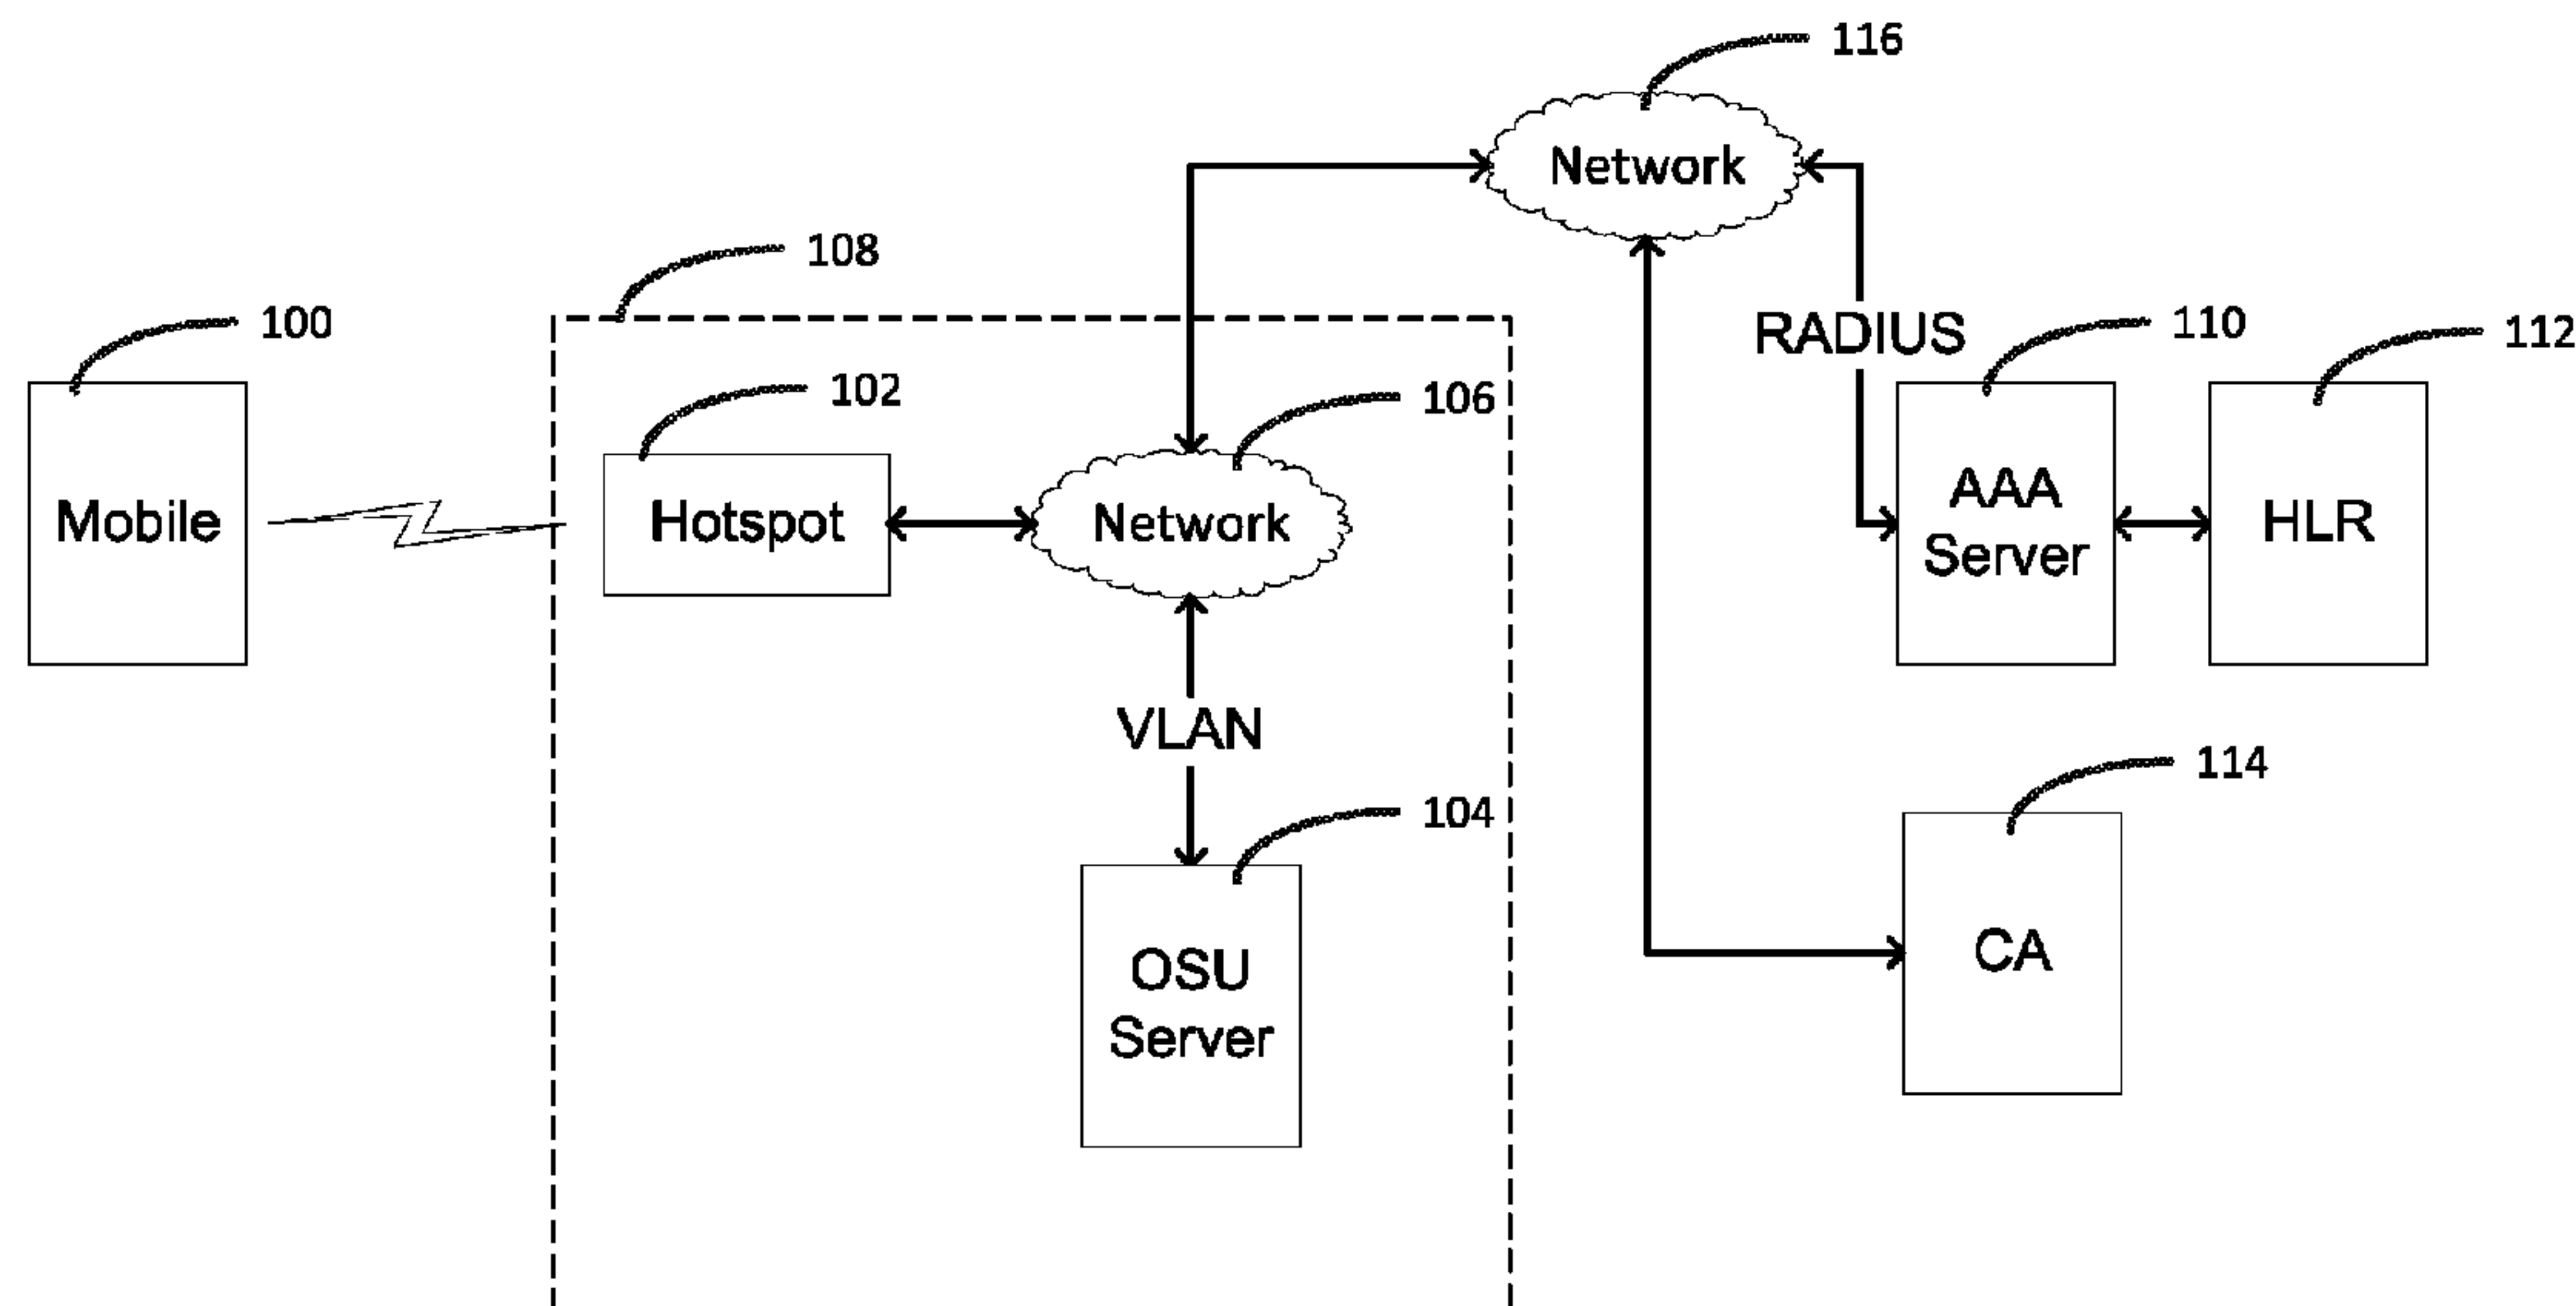 116
Network
108
100
RADIUS
110
112
102
106
Mobile
Hotspot
Network
AAA
Server
HLR
VLAN
104
114
OSU
Server
CA